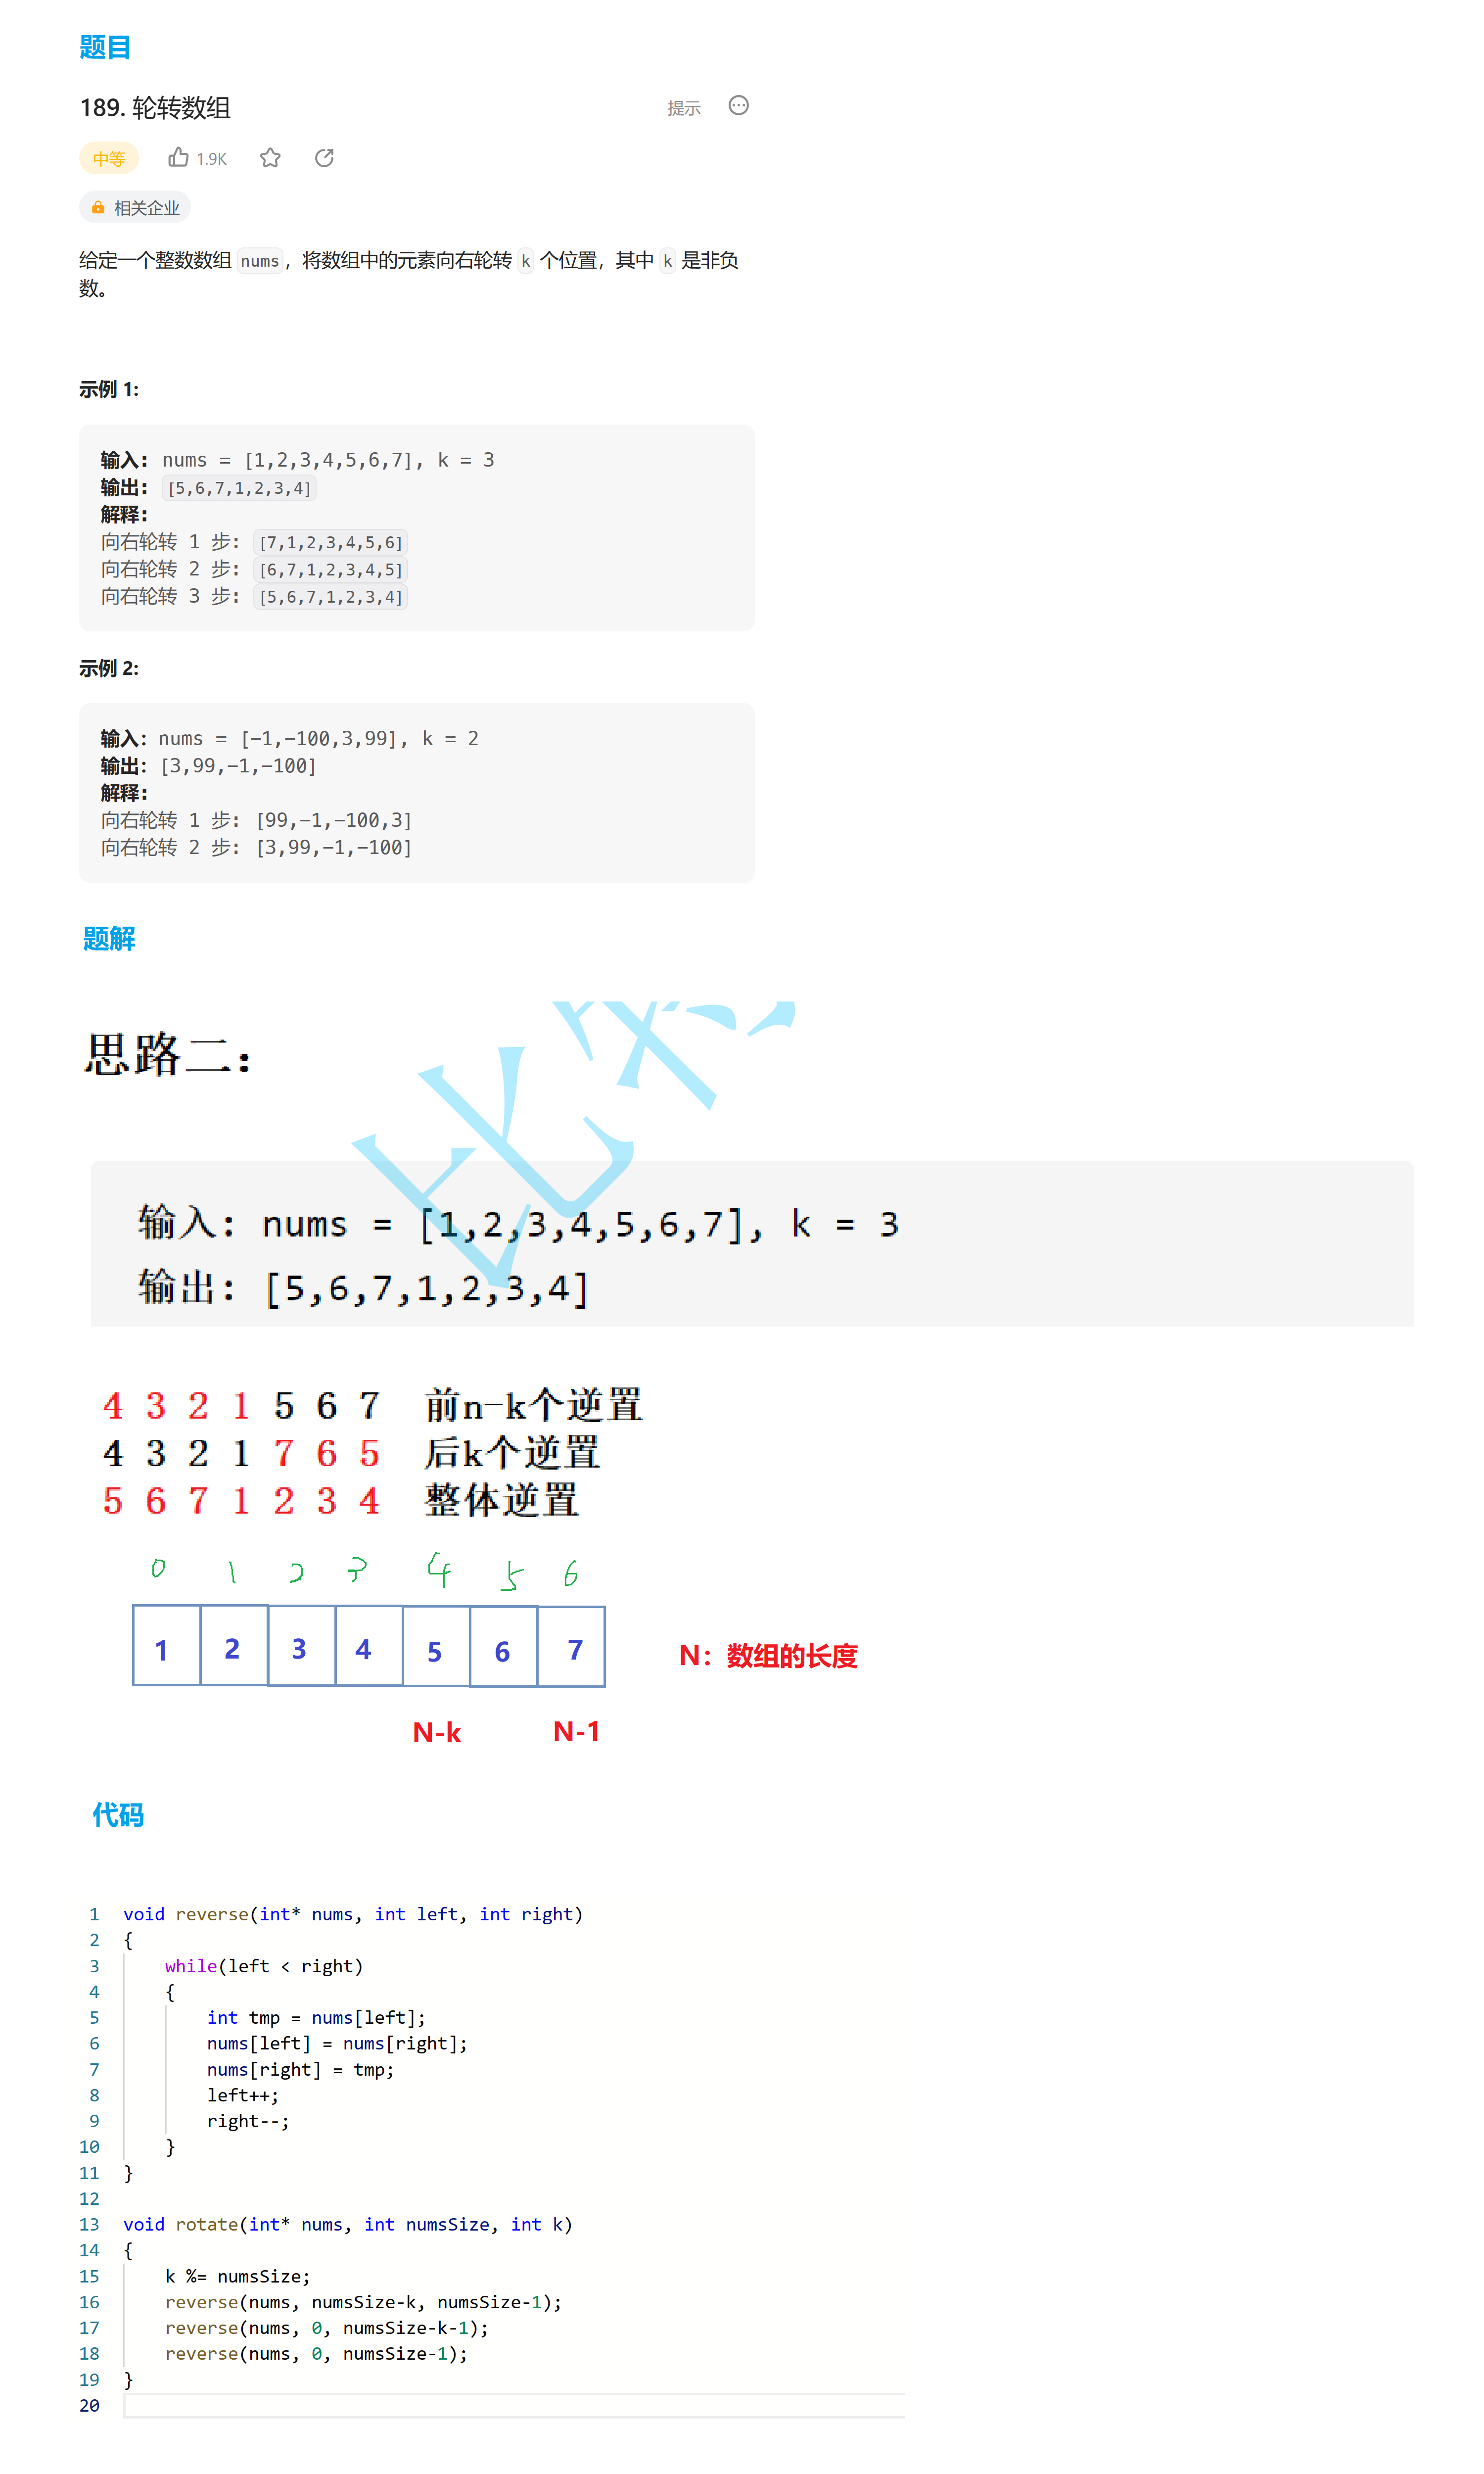 题目
189. 轮转数组
提示
中等
1.9K
相关企业
给定一个整数数组 nums，将数组中的元素向右轮转 k 个位置，其中 k 是非负
数。
示例 1:
输入: nums = [1,2,3,4,5,6,7], k = 3
输出: [5,6,7,1,2,3,4]
解释:
向右轮转 1 步: [7,1,2,3,4,5,6]
向右轮转 2 步: [6,7,1,2,3,4,5]
向右轮转 3 步: [5,6,7,1,2,3,4]
示例 2:
输入：nums = [-1,-100,3,99], k = 2
输出：[3,99,-1,-100]
解释:
向右轮转 1 步: [99,-1,-100,3]
向右轮转 2 步: [3,99,-1,-100]
题解
思路二：
输入: nums = [1,2,3,4,5,6,7], k = 3
输出: [5,6,7,1,2,3,4]
4 3 2 1 5 6 7 前n-k个逆置
4 3 2 1 7 6 5 后k个逆置
5 6 7 1 2 3 4 整体逆置
0 1 2 3 4 5 6
1 2 3 4 5 6 7
N：数组的长度
N-k N-1
代码
1 void reverse(int* nums, int left, int right)
2 {
3 while(left < right)
4 {
5 int tmp = nums[left];
6 nums[left] = nums[right];
7 nums[right] = tmp;
8 left++;
9 right--;
10 }
11 }
12
13 void rotate(int* nums, int numsSize, int k)
14 {
15 k %= numsSize;
16 reverse(nums, numsSize-k, numsSize-1);
17 reverse(nums, 0, numsSize-k-1);
18 reverse(nums, 0, numsSize-1);
19 }
20